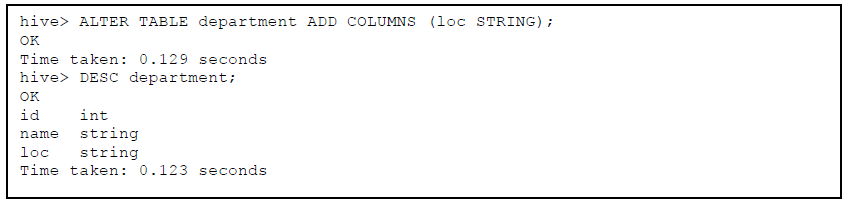 hive> ALTER TABLE department ADD COLUMNS (loc STRING);
OK
Time taken: 0.129 seconds
hive> DESC department;
OK
id    int
name  string
loc   string
Time taken: 0.123 seconds